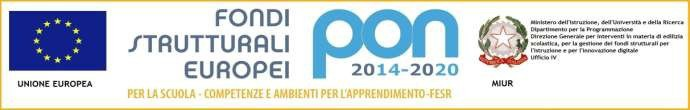 UNIONE EUROPEA
FONDI
STRUTTURALI
EUROPEI
pon
2014-2020
PER LA SCUOLA - COMPETENZE E AMBIENTI PER L'APPRENDIMENTO-FESR
MIUR
Ministero dell'Istruzione, dell'Università e della Ricerca
Dipartimento per la Programmazione
Direzione Generale per interventi in materia di edilizia
scolastica, per la gestione dei fondi strutturali per
l'istruzione e per l'innovazione digitale
Ufficio IV